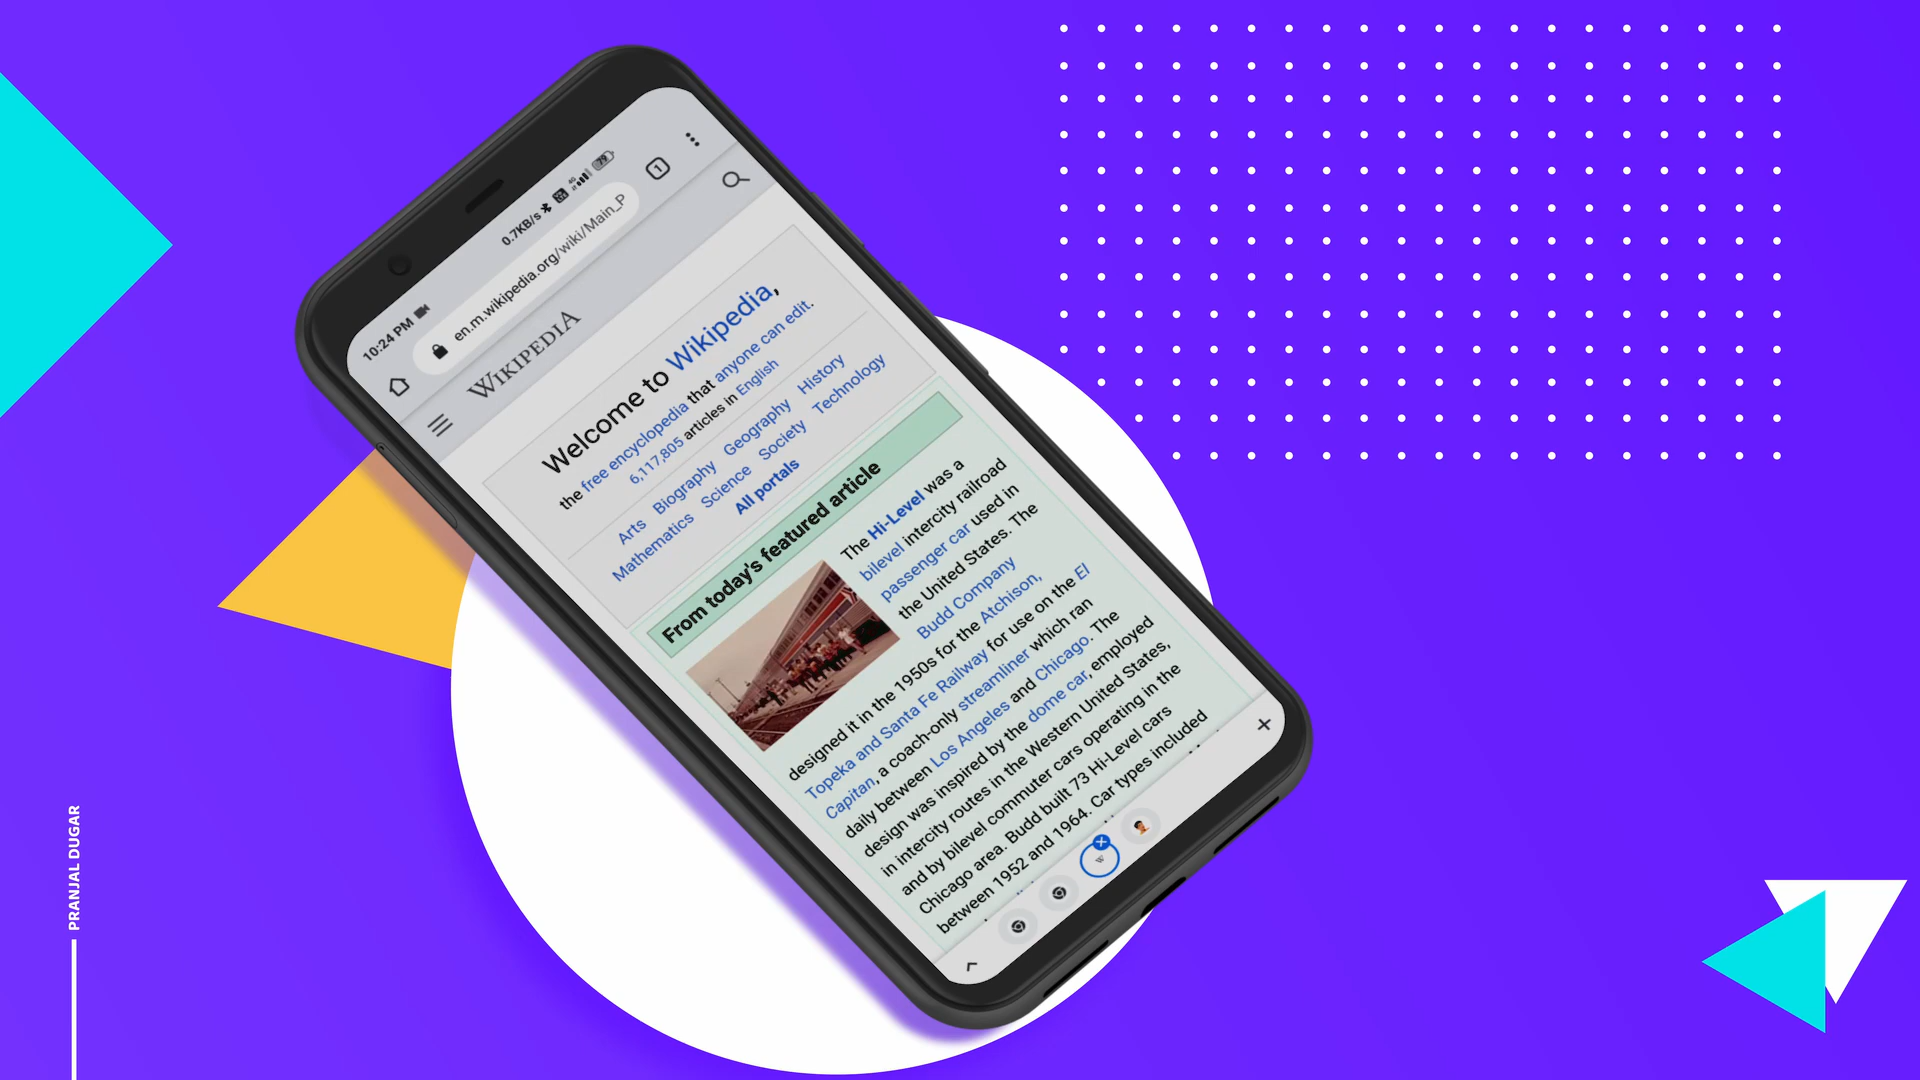 10:24 PM 0.7KB/s 4G 79
en.m.wikipedia.org/wiki/Main_P 1
WIKIPEDIA
Welcome to Wikipedia,
the free encyclopedia that anyone can edit.
6,117,805 articles in English
Arts Biography Geography History
Mathematics Science Society Technology
All portals
From today's featured article
The Hi-Level was a
bilevel intercity railroad
passenger car used in
the United States. The
Budd Company
designed it in the 1950s for the Atchison,
Topeka and Santa Fe Railway for use on the El
Capitan, a coach-only streamliner which ran
daily between Los Angeles and Chicago. The
design was inspired by the dome car, employed
in intercity routes in the Western United States,
and by bilevel commuter cars operating in the
Chicago area. Budd built 73 Hi-Level cars
between 1952 and 1964. Car types included
W
PRANJAL DUGAR